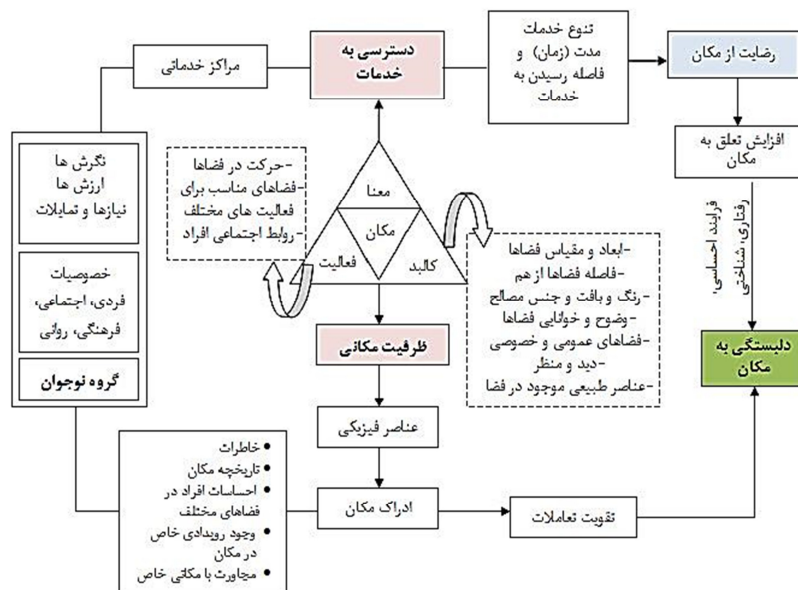 مراکز خدماتی
دسترسی به
خدمات
تنوع خدمات
مدت (زمان) و
فاصله رسیدن به
خدمات
رضایت از مکان
افزایش تعلق به
مکان
فرایند احساسی،
رفتاری، شناختی
دلبستگی به
مکان
نگرش ها
ارزش ها
نیازها و تمایلات
خصوصیات
فردی، اجتماعی،
فرهنگی، روانی
گروه نوجوان
-حرکت در فضاها
-فضاهای مناسب برای
فعالیت های مختلف
-روابط اجتماعی افراد
معنا
مکان
فعالیت
کالبد
-ابعاد و مقیاس فضاها
-فاصله فضاها از هم
-رنگ و بافت و جنس مصالح
-وضوح و خوانایی فضاها
-فضاهای عمومی و خصوصی
-دید و منظر
-عناصر طبیعی موجود در فضا
ظرفیت مکانی
عناصر فیزیکی
ادراک مکان
تقویت تعاملات
• خاطرات
• تاریخچه مکان
• احساسات افراد در
فضاهای مختلف
• وجود رویدادی خاص
در مکان
• مجاورت با مکانی خاص